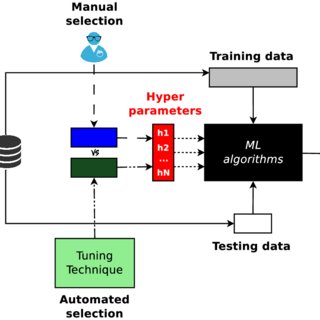 Manual
selection
Training data
Hyper
parameters
h1
h2
...
hN
vs
ML
algorithms
Testing data
Tuning
Technique
Automated
selection